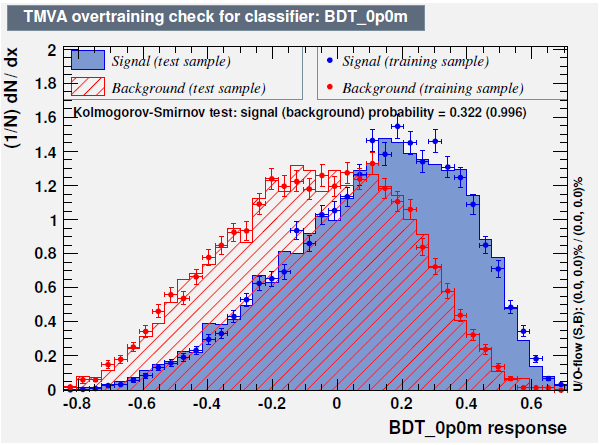 TMVA overtraining check for classifier: BDT_0p0m
Signal (test sample)
Background (test sample)
Signal (training sample)
Background (training sample)
Kolmogorov-Smirnov test: signal (background) probability = 0.322 (0.996)
(1/N) dN / dx
2
1.8
1.6
1.4
1.2
1
0.8
0.6
0.4
0.2
0
-0.8
-0.6
-0.4
-0.2
0
0.2
0.4
0.6
BDT_0p0m response
U/O-flow (S,B): (0.0, 0.0)% / (0.0, 0.0)%